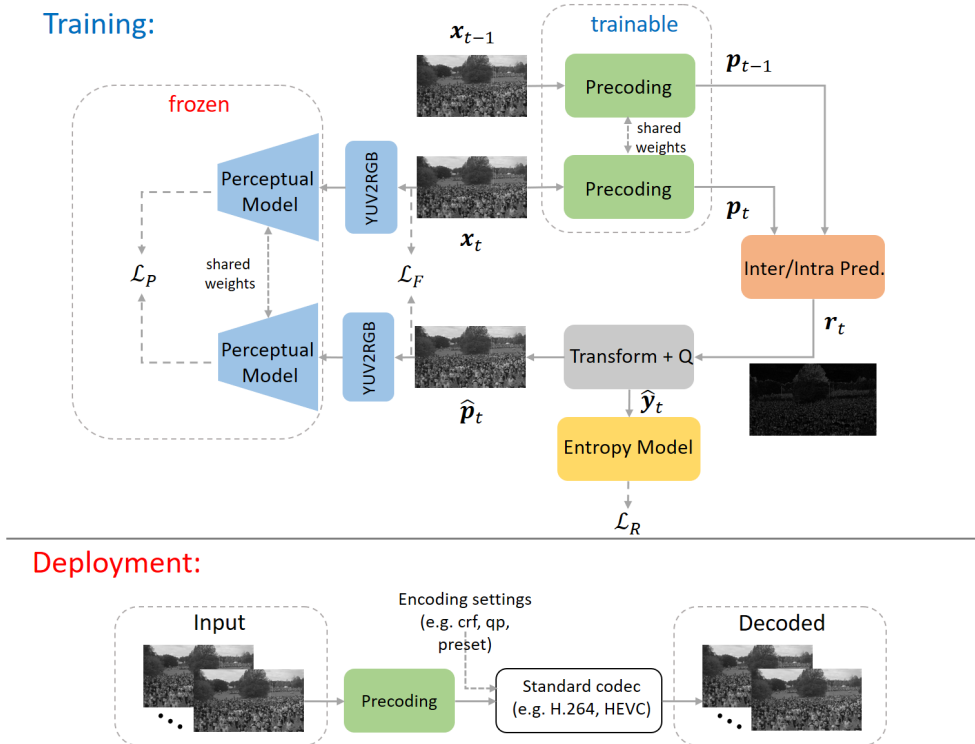 Training:
x_{t-1}
trainable
p_{t-1}
Precoding
frozen
shared
weights
Perceptual
Model
YUV2RGB
Precoding
x_t
p_t
ℒ_P
shared
weights
ℒ_F
Inter/Intra Pred.
r_t
Perceptual
Model
YUV2RGB
Transform + Q
p̂_t
ŷ_t
Entropy Model
ℒ_R
Deployment:
Encoding settings
(e.g. crf, qp,
preset)
Input
Decoded
Precoding
Standard codec
(e.g. H.264, HEVC)